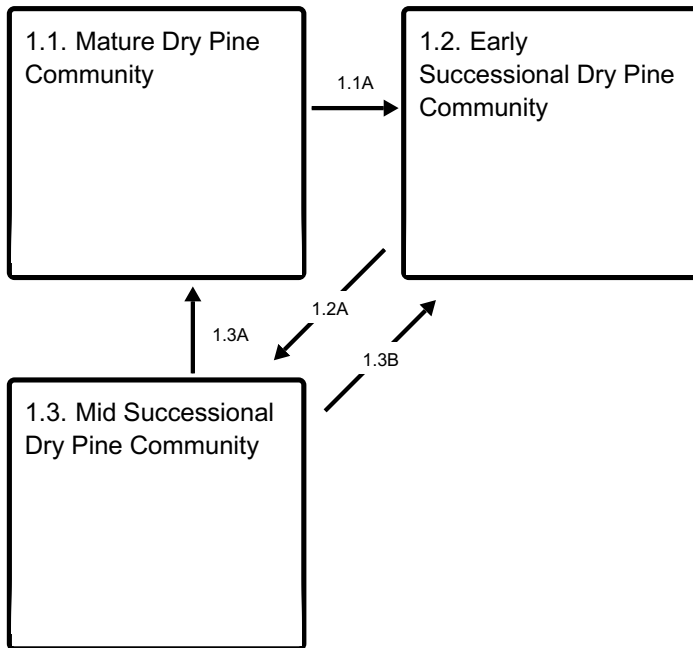 1.1. Mature Dry Pine
Community
1.1A
1.2. Early
Successional Dry Pine
Community
1.2A
1.3A
1.3B
1.3. Mid Successional
Dry Pine Community